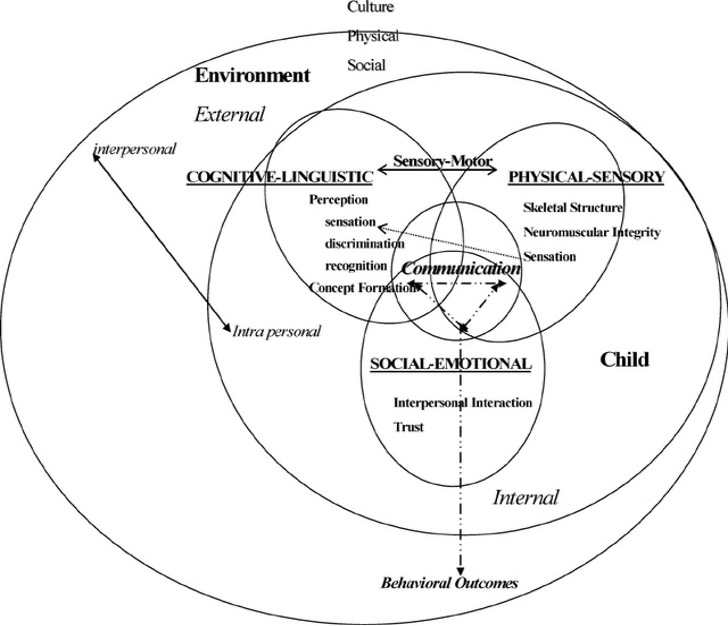 Culture
Physical
Social
Environment
External
interpersonal
Sensory-Motor
COGNITIVE-LINGUISTIC
PHYSICAL-SENSORY
Perception
sensation
discrimination
recognition
Concept Formation
Skeletal Structure
Neuromuscular Integrity
Sensation
Communication
Intra personal
SOCIAL-EMOTIONAL
Child
Interpersonal Interaction
Trust
Internal
Behavioral Outcomes